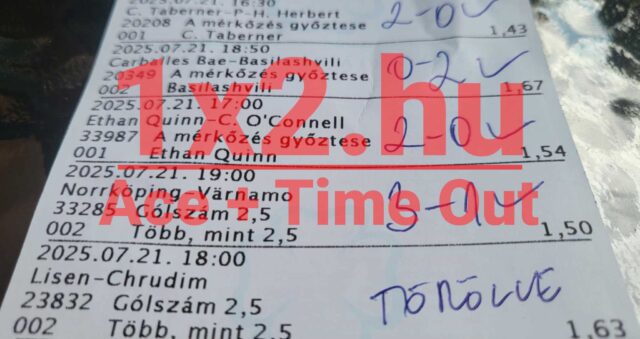 2025.07.21. 16:30
C. Taberner-P.-H. Herbert
20208 A mérkőzés győztese
001 C. Taberner 1,43
2-0 ✓
2025.07.21. 18:50
Carballes Bae-Basilashvili
20349 A mérkőzés győztese
002 Basilashvili 1,67
0-2 ✓
2025.07.21. 17:00
Ethan Quinn-C. O'Connell
33987 A mérkőzés győztese
001 Ethan Quinn 1,54
2-0 ✓
2025.07.21. 19:00
Norrköping-Värnamo
33285 Gólszám 2,5
002 Több, mint 2,5 1,50
3-1 ✓
2025.07.21. 18:00
Lisen-Chrudim
23832 Gólszám 2,5
002 Több, mint 2,5 1,63
TÖRÖLVE
1x2.hu
Ace + Time Out